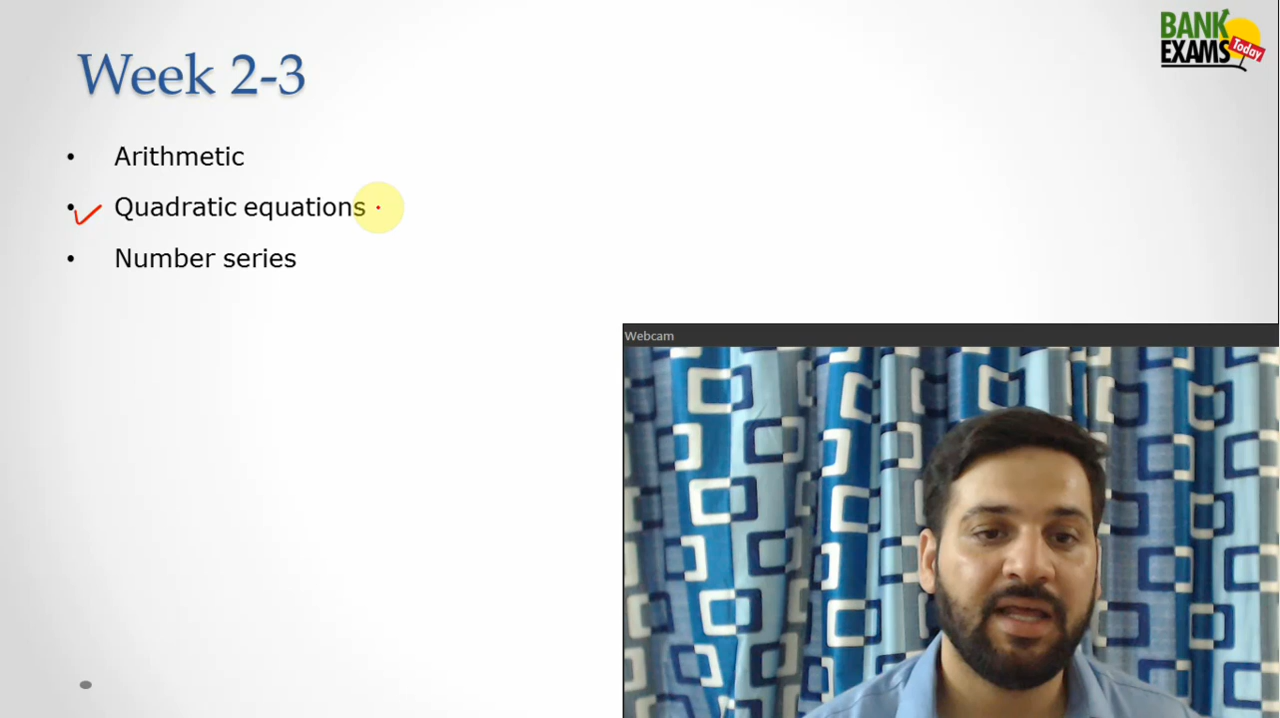 Week 2-3
BANK
EXAMS Today
• Arithmetic
• Quadratic equations
• Number series
Webcam